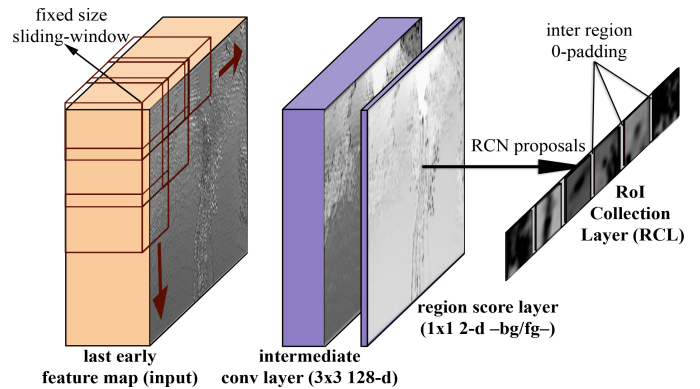 fixed size
sliding-window
inter region
0-padding
RCN proposals
RoI
Collection
Layer (RCL)
region score layer
(1x1 2-d –bg/fg–)
last early
feature map (input)
intermediate
conv layer (3x3 128-d)